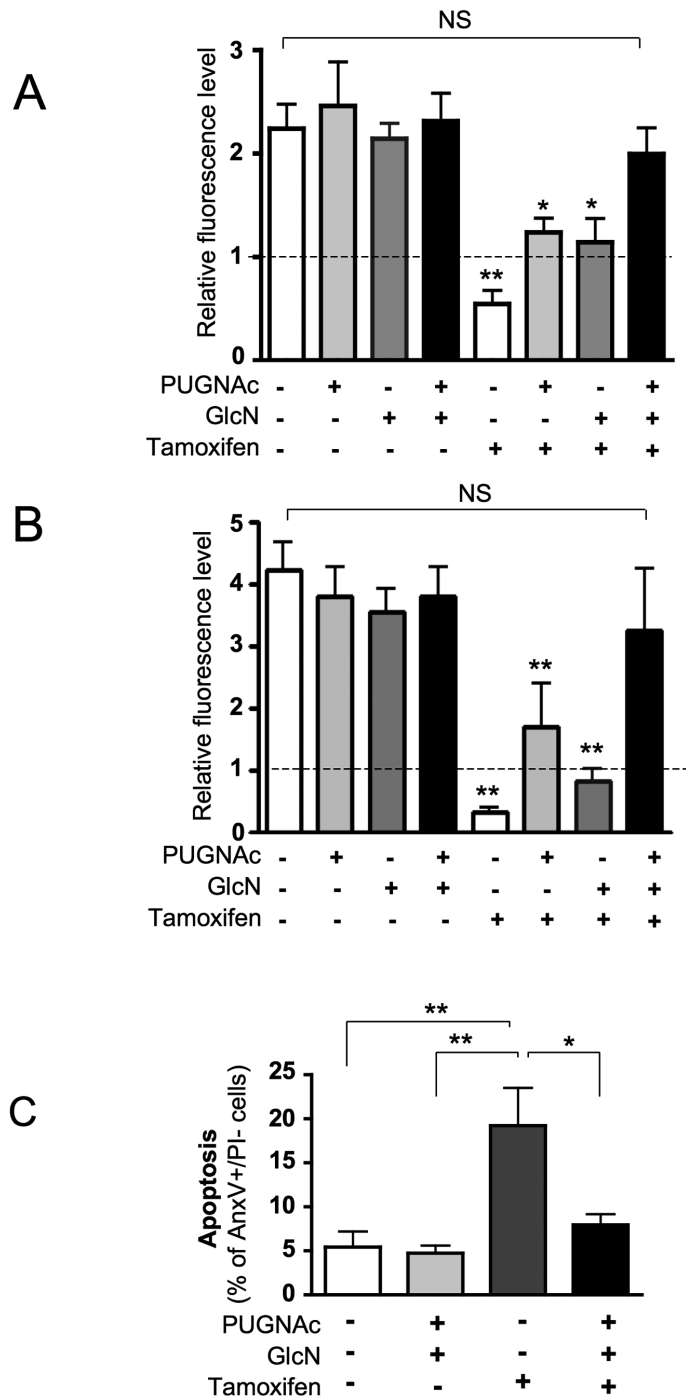 NS
A
Relative fluorescence level
3
2
1
0
* *
**
PUGNAc - + - + - + - +
GlcN - - + + - - + +
Tamoxifen - - - - + + + +
NS
B
Relative fluorescence level
5
4
3
2
1
0
**
**
**
PUGNAc - + - + - + - +
GlcN - - + + - - + +
Tamoxifen - - - - + + + +
**
** *
C
Apoptosis
(% of AnxV+/PI- cells)
25
20
15
10
5
0
PUGNAc - + - +
GlcN - + - +
Tamoxifen - - + +